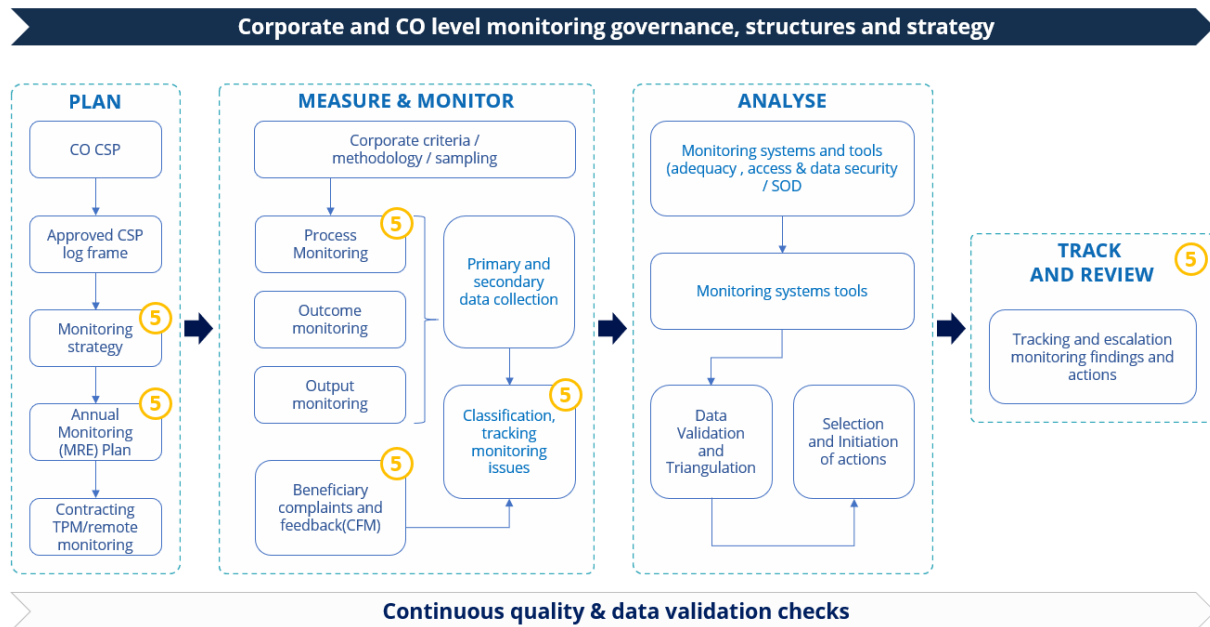 Corporate and CO level monitoring governance, structures and strategy
PLAN
CO CSP
Approved CSP
log frame
5
Monitoring
strategy
5
Annual
Monitoring
(MRE) Plan
Contracting
TPM/remote
monitoring
MEASURE & MONITOR
Corporate criteria /
methodology / sampling
5
Process
Monitoring
Outcome
monitoring
Output
monitoring
5
Beneficiary
complaints and
feedback(CFM)
Primary and
secondary
data collection
5
Classification,
tracking
monitoring
issues
ANALYSE
Monitoring systems and tools
(adequacy , access & data security
/ SOD
Monitoring systems tools
Data
Validation
and
Triangulation
Selection
and Initiation
of actions
TRACK
AND REVIEW
5
Tracking and escalation
monitoring findings and
actions
Continuous quality & data validation checks